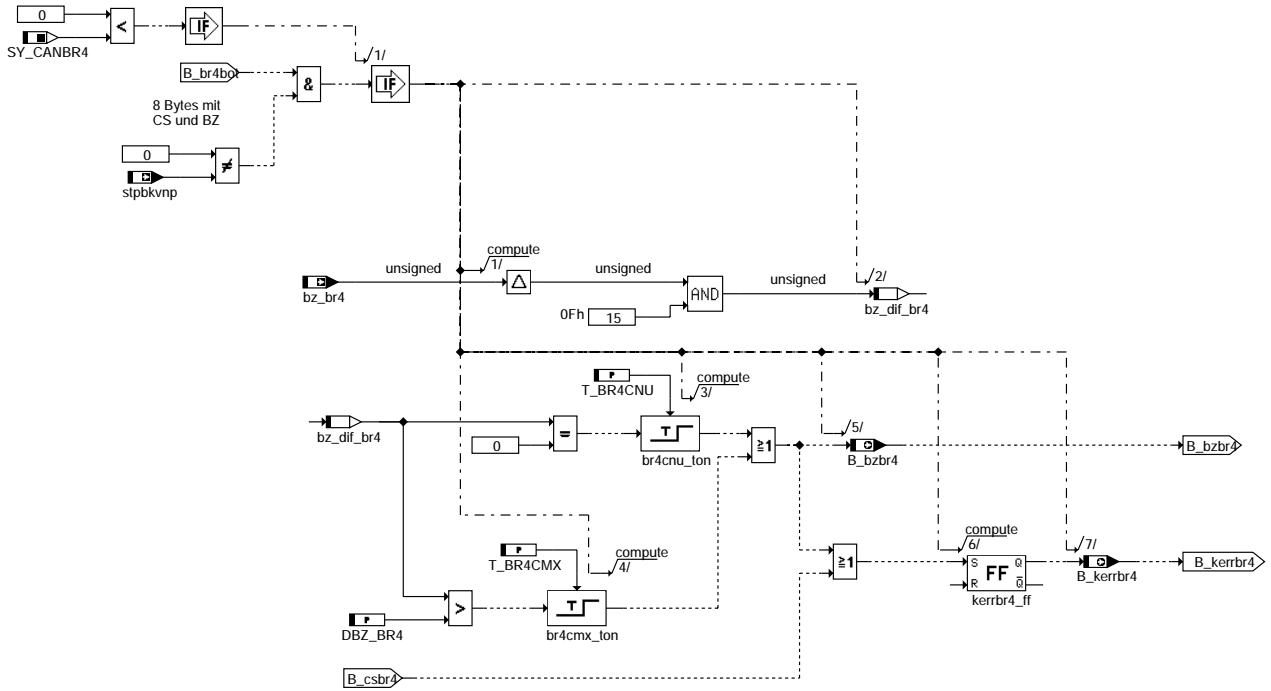 0
<
IF
SY_CANBR4
/1/
B_br4bot
&
IF
8 Bytes mit
CS und BZ
0
≠
stpbkvnp
compute
1/
unsigned
unsigned
unsigned
/2/
bz_br4
Δ
AND
bz_dif_br4
0Fh
15
P
T_BR4CNU
compute
3/
bz_dif_br4
=
0
T
br4cnu_ton
≥1
/5/
B_bzbr4
B_bzbr4
P
T_BR4CMX
compute
4/
≥1
compute
6/
S
Q
FF
R
Q
kerrbr4_ff
/7/
B_kerrbr4
B_kerrbr4
>
T
br4cmx_ton
P
DBZ_BR4
B_csbr4